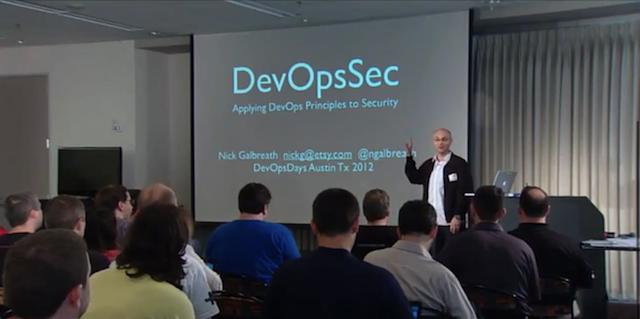 DevOpsSec
Applying DevOps Principles to Security
Nick Galbreath nickg@etsy.com @ngalbreath
DevOpsDays Austin Tx 2012